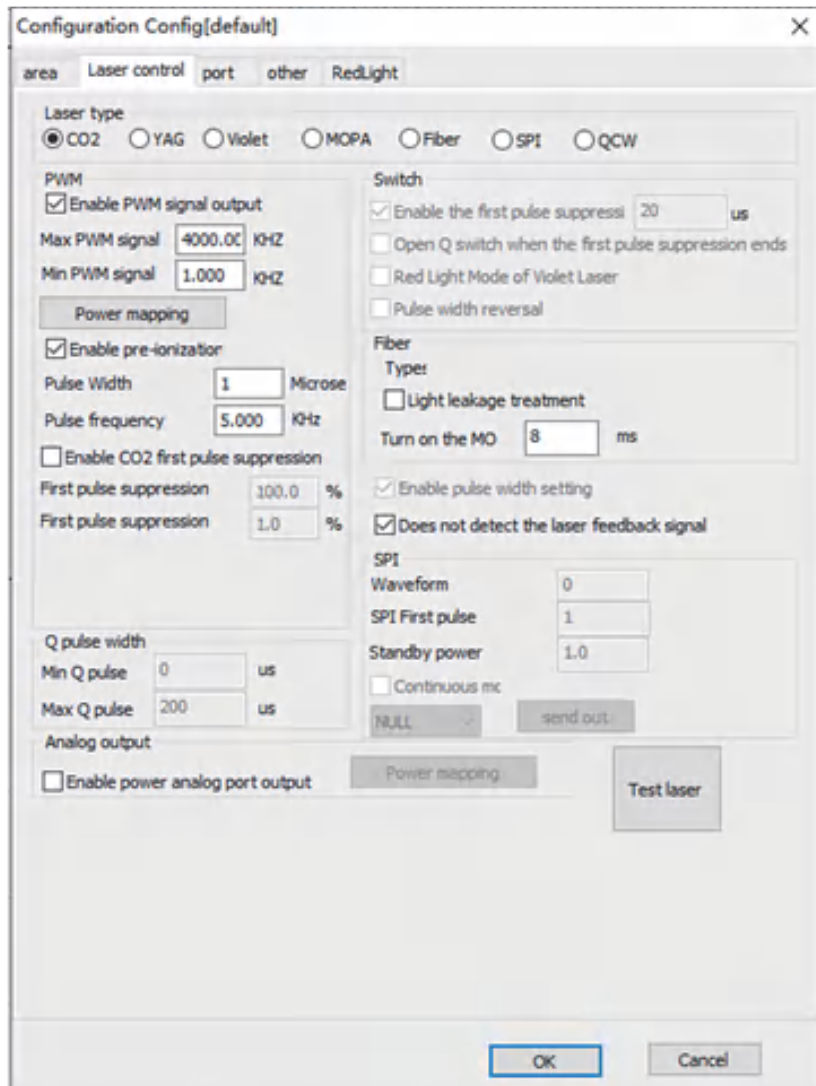 Configuration Config[default]
area Laser control port other RedLight
Laser type
CO2 YAG Violet MOPA Fiber SPI QCW
PWM
Enable PWM signal output
Max PWM signal 4000.00 KHZ
Min PWM signal 1.000 KHZ
Power mapping
Enable pre-ionization
Pulse Width 1 Microse
Pulse frequency 5.000 KHz
Enable CO2 first pulse suppression
First pulse suppression 100.0 %
First pulse suppression 1.0 %
Q pulse width
Min Q pulse 0 us
Max Q pulse 200 us
Analog output
Enable power analog port output Power mapping
Switch
Enable the first pulse suppressi 20 us
Open Q switch when the first pulse suppression ends
Red Light Mode of Violet Laser
Pulse width reversal
Fiber
Type:
Light leakage treatment
Turn on the MO 8 ms
Enable pulse width setting
Does not detect the laser feedback signal
SPI
Waveform 0
SPI First pulse 1
Standby power 1.0
Continuous mc
NULL send out
Test laser
OK Cancel